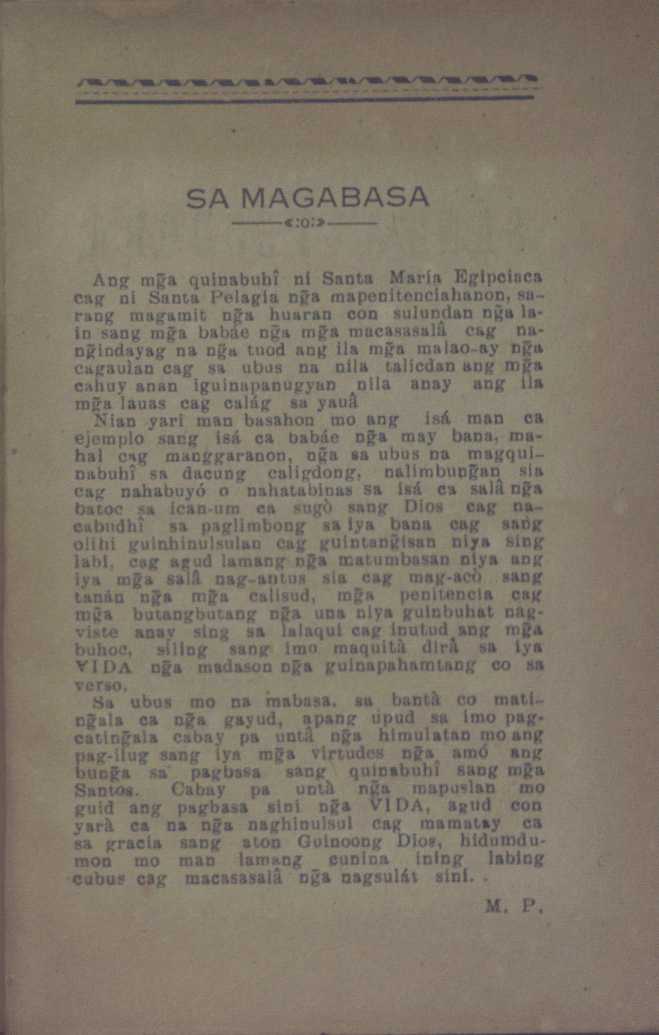 SA MAGABASA
«:o:»
Ang mg̃a quinabuhî ni Santa María Egipciaca
cag ni Santa Pelagia ng̃a mapenitenciahanon, sa-
rang magamit ng̃a huaran con sulundan ng̃a la-
in sang mg̃a babáe ng̃a mg̃a macasasalâ cag na-
ng̃indayag na ng̃a tuod ang ila mg̃a malao-ay ng̃a
cagaulan cag sa ubus na nila talicdan ang mg̃a
cahuy anan iguinapanugyan nila anay ang ila
mg̃a lauas cag calág sa yauâ
Nian yari man basahon mo ang isá man ca
ejemplo sang isá ca babáe ng̃a may bana, ma-
hal cag manggaranon, ng̃a sa ubus na magqui-
nabuhî sa dacung caligdong, nalimbung̃an sia
cag nahabuyó o nahatabinas sa isá ca salâ ng̃a
batoc sa ican-um ca sugò sang Dios cag na-
cabudhî sa paglimbong sa iya bana cag sang
olihi guinhinulsulan cag guintang̃isan niya sing
labi, cag agud lamang ng̃a matumbasan niya ang
iya mg̃a salâ nag-antus sia cag mag-acò sang
tanán ng̃a mg̃a calisud, mg̃a penitencia cag
mg̃a butangbutang ng̃a una niya guinbuhat nag-
viste anay sing sa lalaqui cag inutud ang mg̃a
buhoc, siling sang imo maquità dirâ sa iya
VIDA ng̃a madason ng̃a guinapahamtang co sa
verso.
Sa ubus mo na mabasa, sa bantà co mati-
ng̃ala ca ng̃a gayud, apang upud sa imo pag-
cating̃ala cabay pa untà ng̃a himulatan mo ang
pag-ilug sang iya mg̃a virtudes ng̃a amó ang
bung̃a sa pagbasa sang quinabuhî sang mg̃a
Santos. Cabay pa untà ng̃a mapuslan mo
guid ang pagbasa sini ng̃a VIDA, agud con
yarà ca na ng̃a naghinulsul cag mamatay ca
sa gracia sang aton Guinoong Dios, hidumdu-
mon mo man lamang cunina ining labing
cubus cag macasasalâ ng̃a nagsulát sini.
M. P.